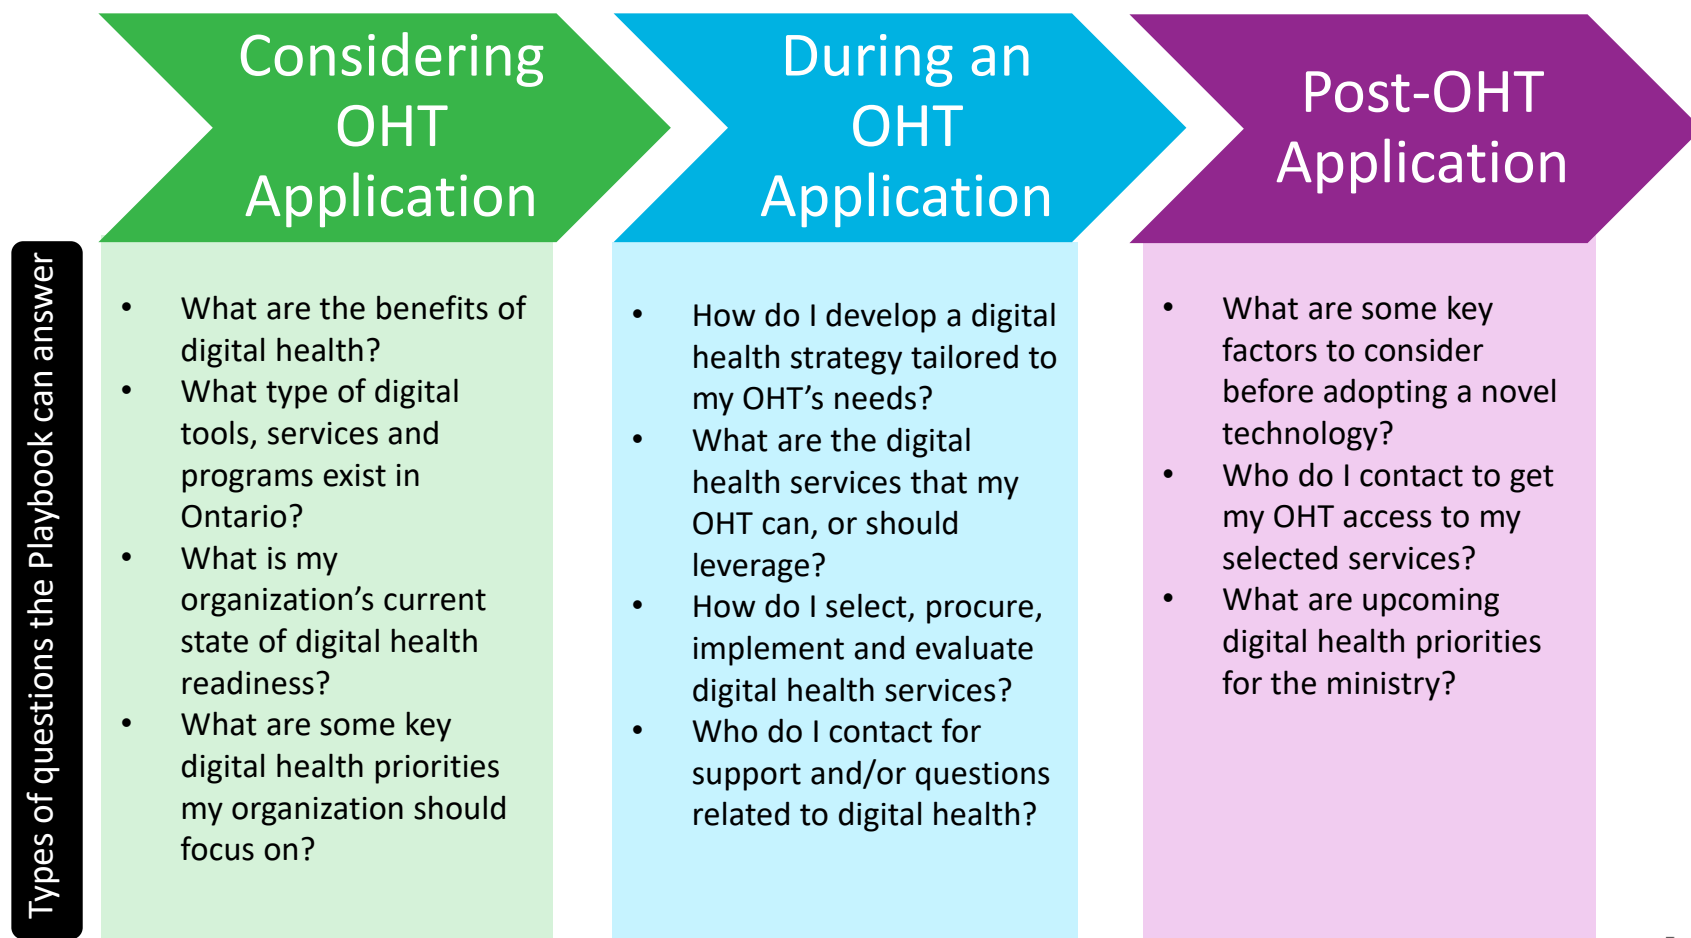 Considering
OHT
Application
During an
OHT
Application
Post-OHT
Application
Types of questions the Playbook can answer
• What are the benefits of
digital health?
• What type of digital
tools, services and
programs exist in
Ontario?
• What is my
organization’s current
state of digital health
readiness?
• What are some key
digital health priorities
my organization should
focus on?
• How do I develop a digital
health strategy tailored to
my OHT’s needs?
• What are the digital
health services that my
OHT can, or should
leverage?
• How do I select, procure,
implement and evaluate
digital health services?
• Who do I contact for
support and/or questions
related to digital health?
• What are some key
factors to consider
before adopting a novel
technology?
• Who do I contact to get
my OHT access to my
selected services?
• What are upcoming
digital health priorities
for the ministry?